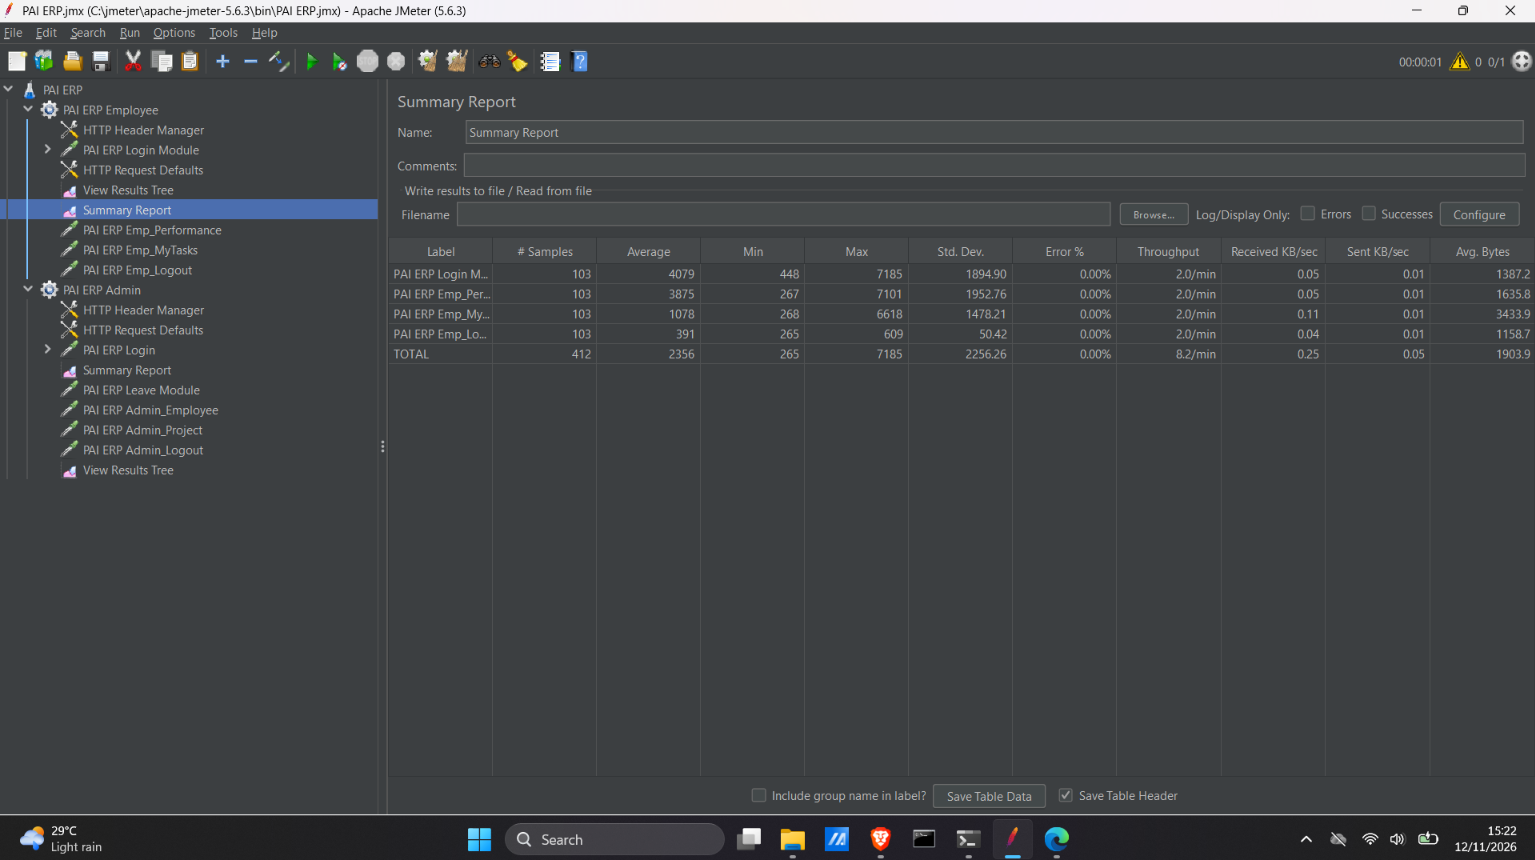 PAI ERP.jmx (C:\jmeter\apache-jmeter-5.6.3\bin\PAI ERP.jmx) - Apache JMeter (5.6.3)
File Edit Search Run Options Tools Help
00:00:01 0 0/1
PAI ERP
PAI ERP Employee
HTTP Header Manager
PAI ERP Login Module
HTTP Request Defaults
View Results Tree
Summary Report
PAI ERP Emp_Performance
PAI ERP Emp_MyTasks
PAI ERP Emp_Logout
PAI ERP Admin
HTTP Header Manager
HTTP Request Defaults
PAI ERP Login
Summary Report
PAI ERP Leave Module
PAI ERP Admin_Employee
PAI ERP Admin_Project
PAI ERP Admin_Logout
View Results Tree
Summary Report
Name: Summary Report
Comments:
Write results to file / Read from file
Filename Browse... Log/Display Only: Errors Successes Configure
Label # Samples Average Min Max Std. Dev. Error % Throughput Received KB/sec Sent KB/sec Avg. Bytes
PAI ERP Login M... 103 4079 448 7185 1894.90 0.00% 2.0/min 0.05 0.01 1387.2
PAI ERP Emp_Per... 103 3875 267 7101 1952.76 0.00% 2.0/min 0.05 0.01 1635.8
PAI ERP Emp_My... 103 1078 268 6618 1478.21 0.00% 2.0/min 0.11 0.01 3433.9
PAI ERP Emp_Lo... 103 391 265 609 50.42 0.00% 2.0/min 0.04 0.01 1158.7
TOTAL 412 2356 265 7185 2256.26 0.00% 8.2/min 0.25 0.05 1903.9
Include group name in label? Save Table Data Save Table Header
29°C
Light rain
Search
15:22
12/11/2026